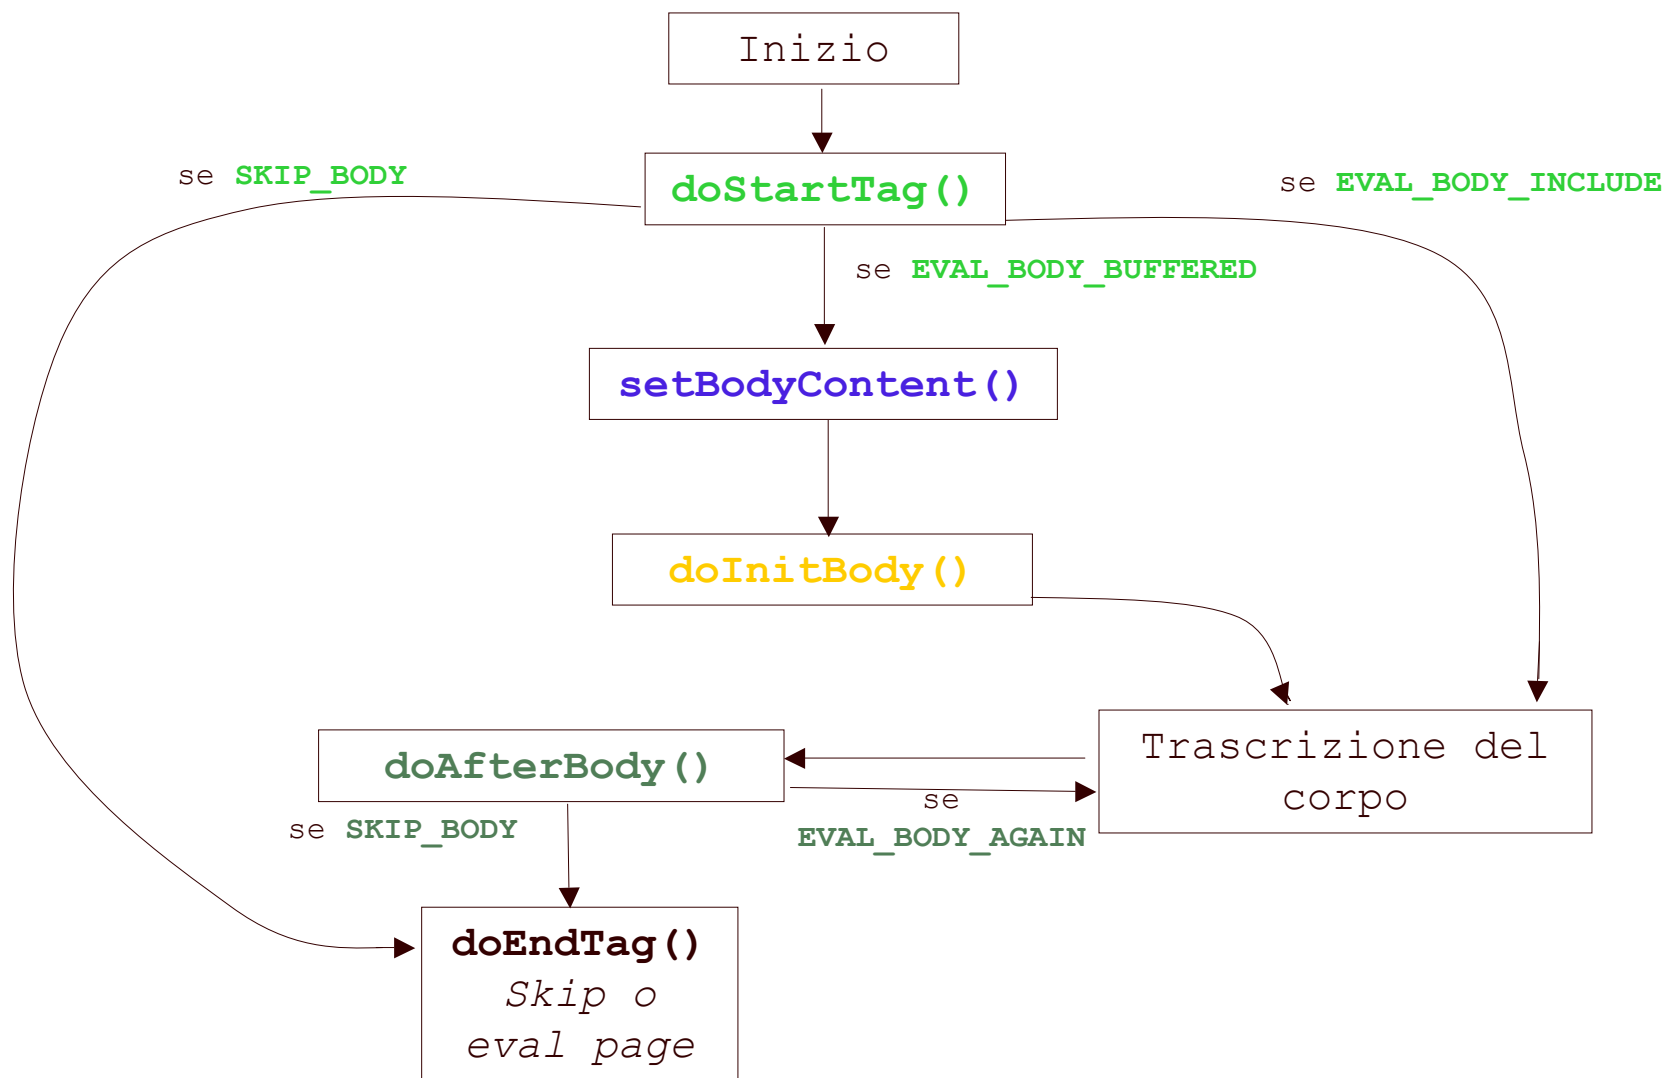 Inizio
se SKIP_BODY
doStartTag()
se EVAL_BODY_INCLUDE
se EVAL_BODY_BUFFERED
setBodyContent()
doInitBody()
Trascrizione del
corpo
doAfterBody()
se
EVAL_BODY_AGAIN
se SKIP_BODY
doEndTag()
Skip o
eval page